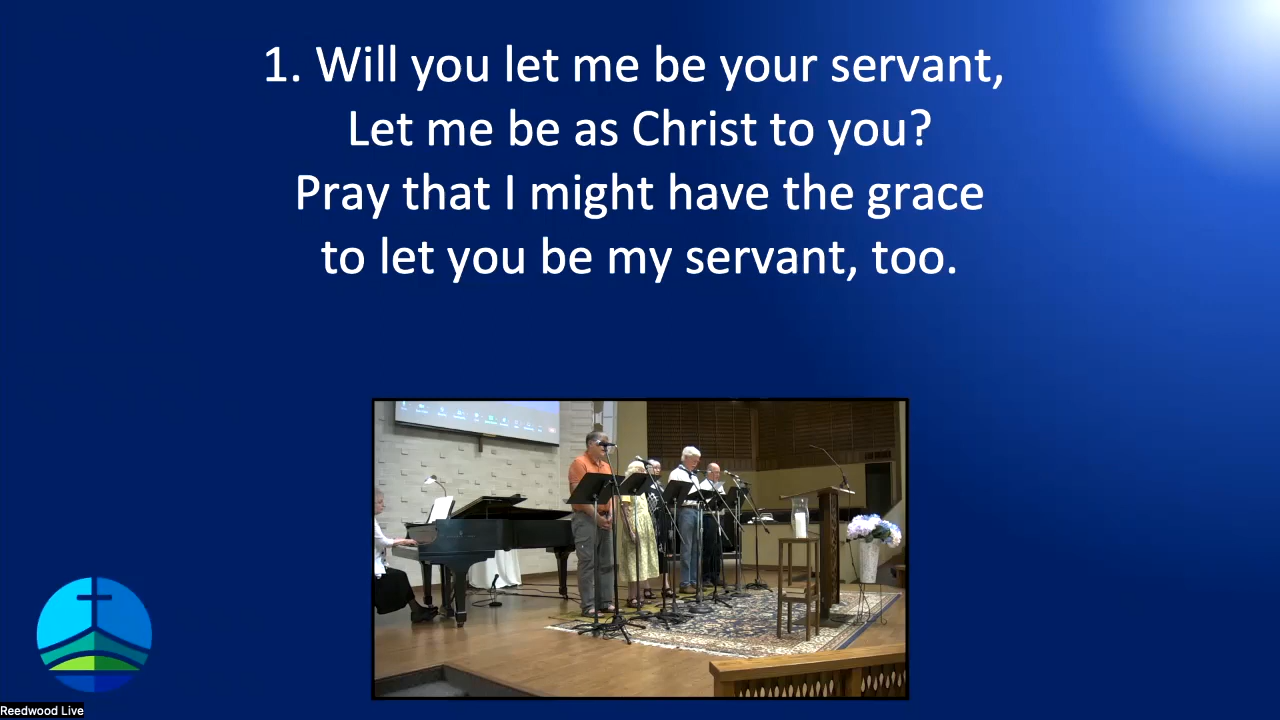 1. Will you let me be your servant,
Let me be as Christ to you?
Pray that I might have the grace
to let you be my servant, too.
Reedwood Live